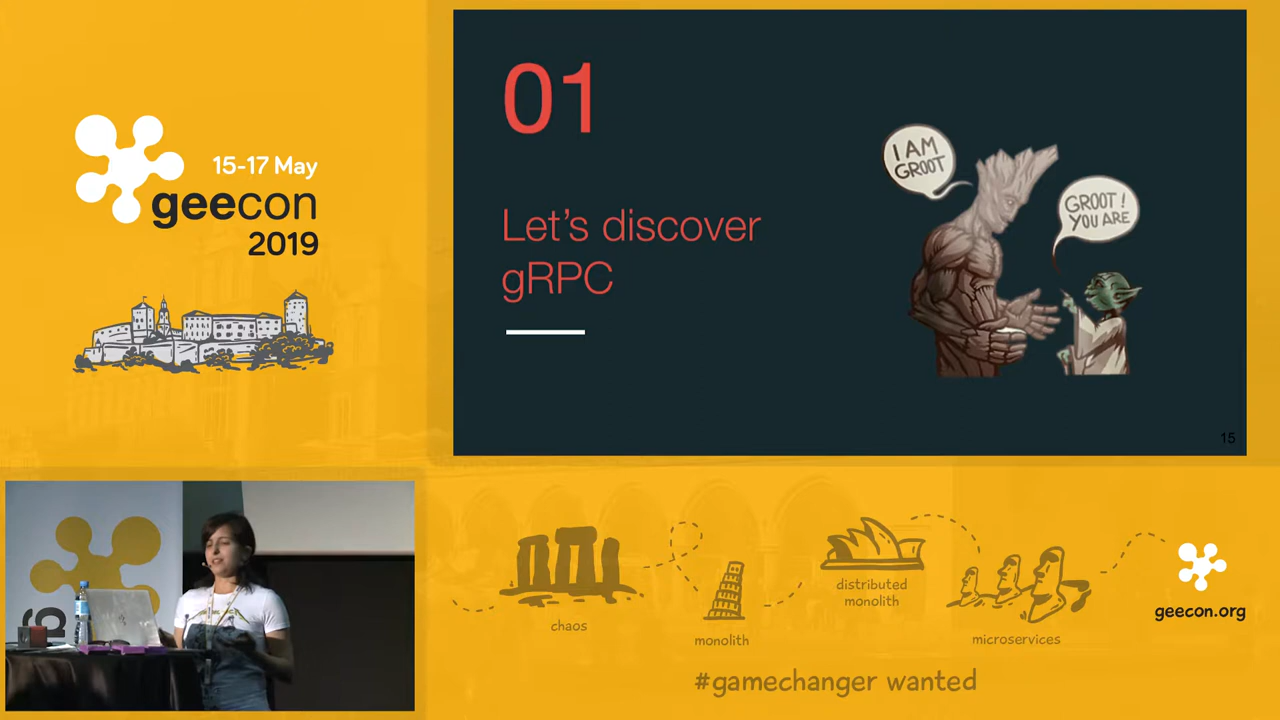 15-17 May
geecon
2019
01
Let's discover
gRPC
I AM
GROOT
GROOT!
YOU ARE
15
chaos
monolith
distributed
monolith
microservices
geecon.org
#gamechanger wanted